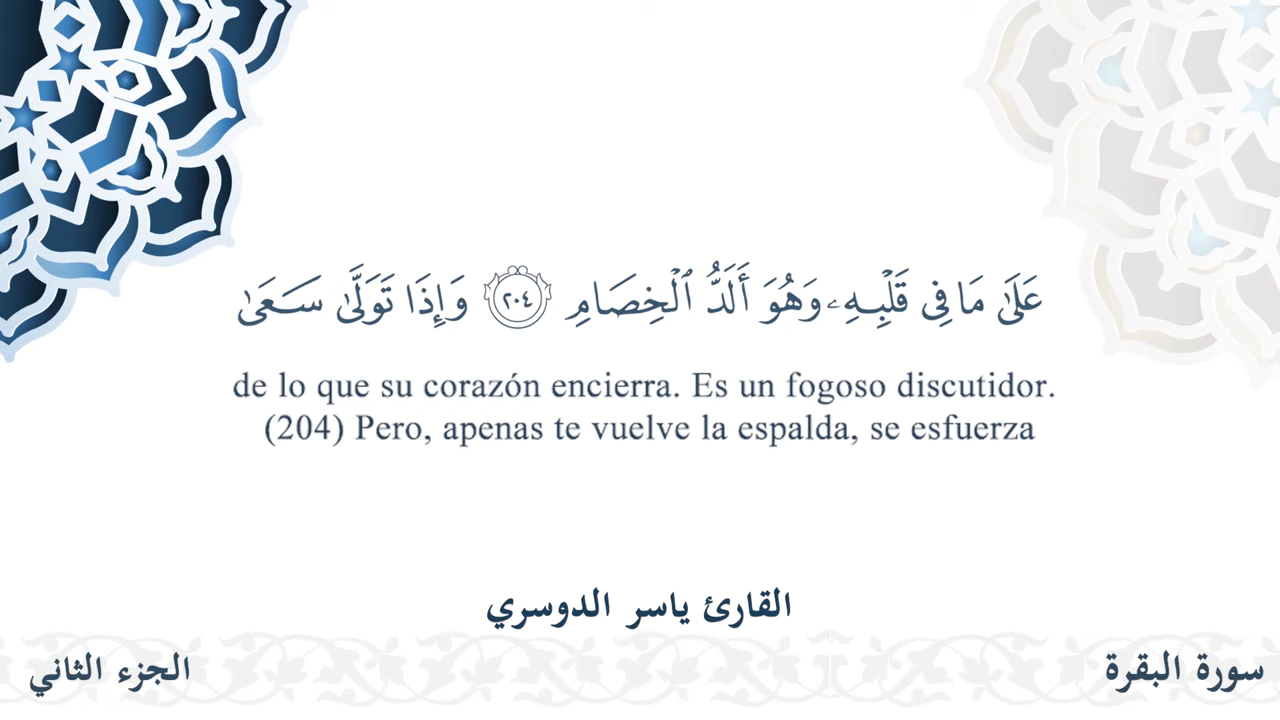 عَلَىٰ مَا فِي قَلْبِهِۦ وَهُوَ أَلَدُّ ٱلْخِصَامِ ٢٠٤ وَإِذَا تَوَلَّىٰ سَعَىٰ
de lo que su corazón encierra. Es un fogoso discutidor.
(204) Pero, apenas te vuelve la espalda, se esfuerza
القارئ ياسر الدوسري
سورة البقرة
الجزء الثاني